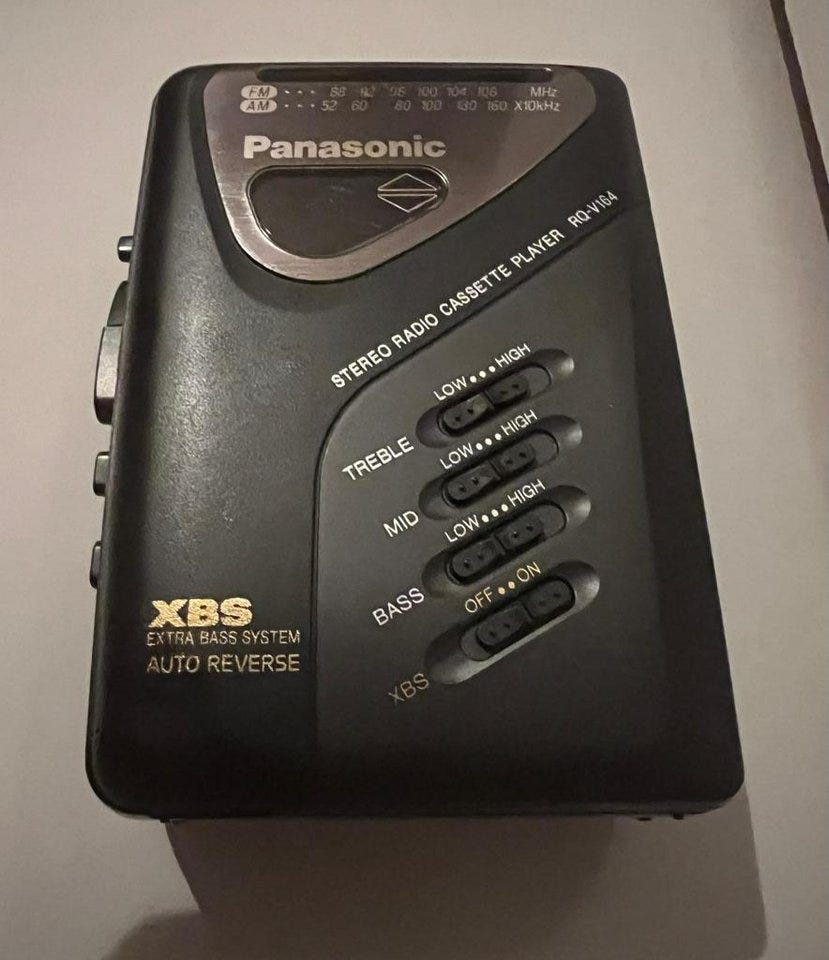 FM 88 92 96 100 104 108 MHz
AM 52 60 80 100 130 160 X10kHz
Panasonic
STEREO RADIO CASSETTE PLAYER RQ-V164
LOW HIGH
TREBLE
LOW HIGH
MID
LOW HIGH
BASS
OFF ON
XBS
XBS
EXTRA BASS SYSTEM
AUTO REVERSE